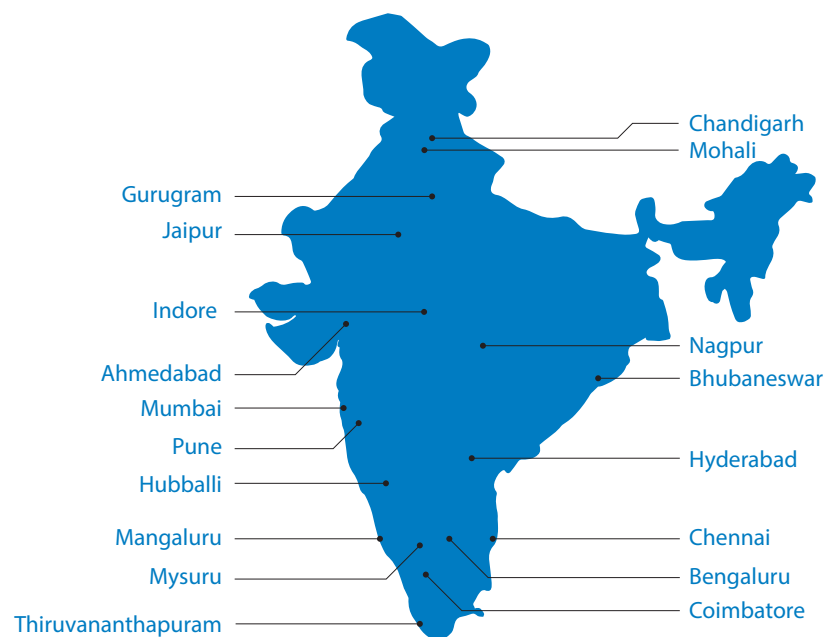 Chandigarh
Mohali
Gurugram
Jaipur
Indore
Ahmedabad
Mumbai
Pune
Hubballi
Mangaluru
Mysuru
Thiruvananthapuram
Nagpur
Bhubaneswar
Hyderabad
Chennai
Bengaluru
Coimbatore